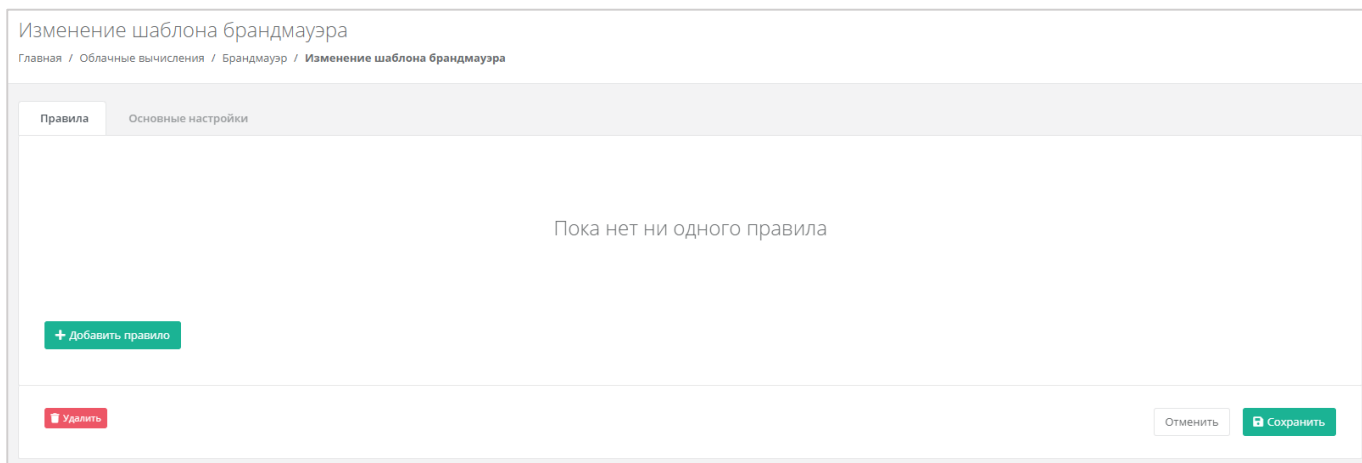 Изменение шаблона брандмауэра
Главная / Облачные вычисления / Брандмауэр / Изменение шаблона брандмауэра
Правила Основные настройки
Пока нет ни одного правила
Добавить правило
Удалить Отменить Сохранить